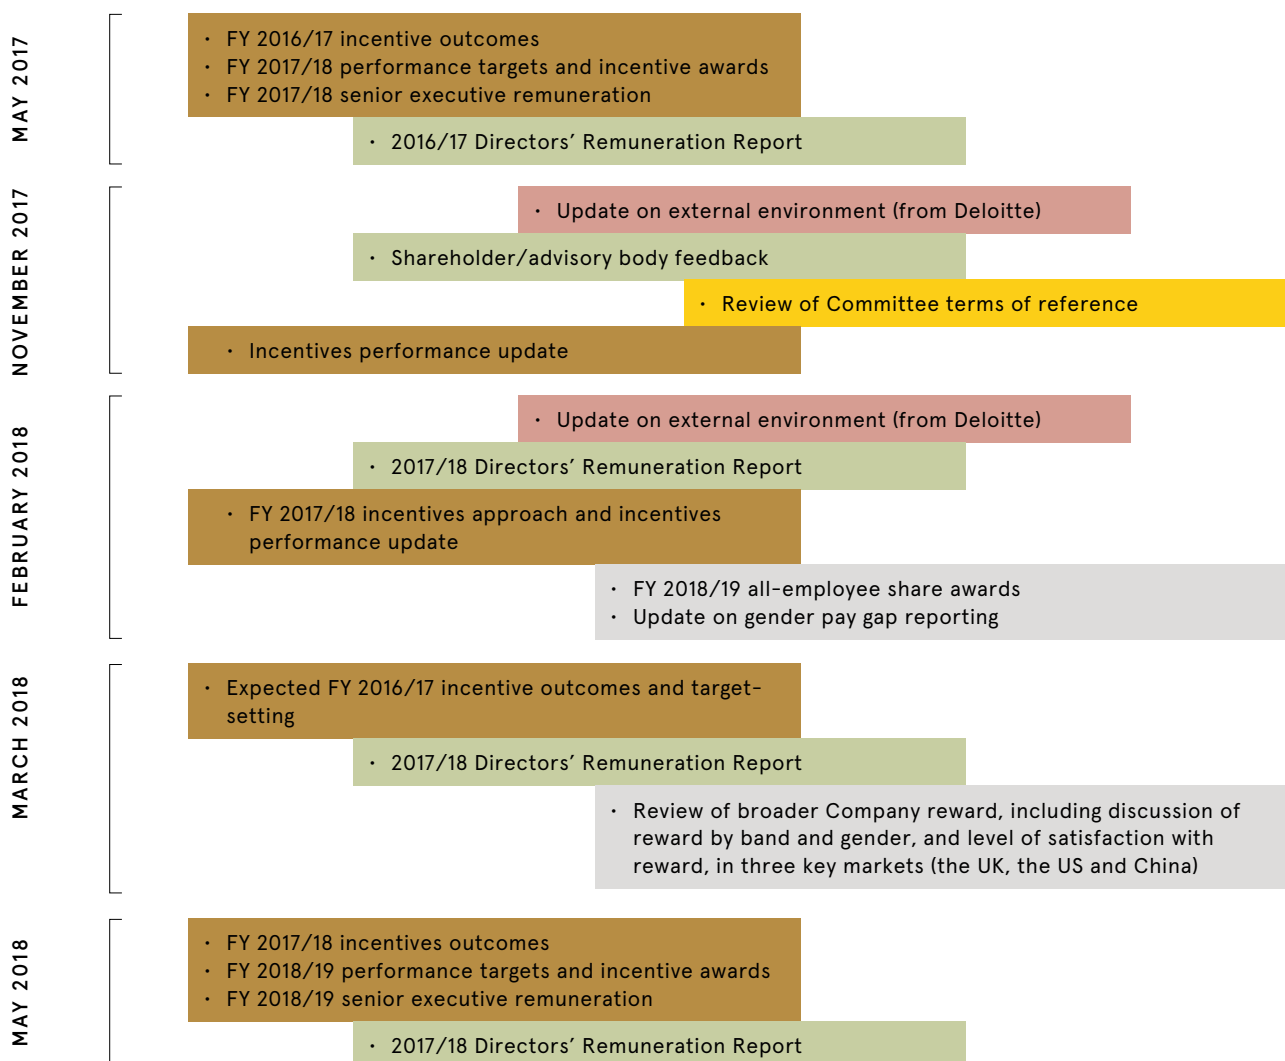 MAY 2017
• FY 2016/17 incentive outcomes
• FY 2017/18 performance targets and incentive awards
• FY 2017/18 senior executive remuneration
• 2016/17 Directors’ Remuneration Report
NOVEMBER 2017
• Update on external environment (from Deloitte)
• Shareholder/advisory body feedback
• Review of Committee terms of reference
• Incentives performance update
FEBRUARY 2018
• Update on external environment (from Deloitte)
• 2017/18 Directors’ Remuneration Report
• FY 2017/18 incentives approach and incentives
performance update
• FY 2018/19 all-employee share awards
• Update on gender pay gap reporting
MARCH 2018
• Expected FY 2016/17 incentive outcomes and target-
setting
• 2017/18 Directors’ Remuneration Report
• Review of broader Company reward, including discussion of
reward by band and gender, and level of satisfaction with
reward, in three key markets (the UK, the US and China)
MAY 2018
• FY 2017/18 incentives outcomes
• FY 2018/19 performance targets and incentive awards
• FY 2018/19 senior executive remuneration
• 2017/18 Directors’ Remuneration Report